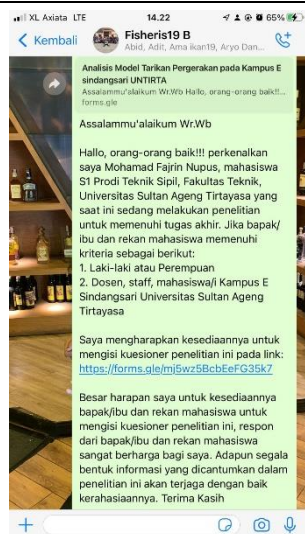 XL Axiata LTE 14.22 65%
Kembali Fisheris19 B
Abid, Adit, Ama ikan19, Aryo Dan...
Analisis Model Tarikan Pergerakan pada Kampus E
sindangsari UNTIRTA
Assalammu'alaikum Wr.Wb Hallo, orang-orang baik!!...
forms.gle
Assalammu'alaikum Wr.Wb
Hallo, orang-orang baik!!! perkenalkan
saya Mohamad Fajrin Nupus, mahasiswa
S1 Prodi Teknik Sipil, Fakultas Teknik,
Universitas Sultan Ageng Tirtayasa yang
saat ini sedang melakukan penelitian
untuk memenuhi tugas akhir. Jika bapak/
ibu dan rekan mahasiswa memenuhi
kriteria sebagai berikut:
1. Laki-laki atau Perempuan
2. Dosen, staff, mahasiswa/i Kampus E
Sindangsari Universitas Sultan Ageng
Tirtayasa
Saya mengharapkan kesediaannya untuk
mengisi kuesioner penelitian ini pada link:
https://forms.gle/mj5wz5BcbEeFG35k7
Besar harapan saya untuk kesediaannya
bapak/ibu dan rekan mahasiswa untuk
mengisi kuesioner penelitian ini, respon
dari bapak/ibu dan rekan mahasiswa
sangat berharga bagi saya. Adapun segala
bentuk informasi yang dicantumkan dalam
penelitian ini akan terjaga dengan baik
kerahasiaannya. Terima Kasih